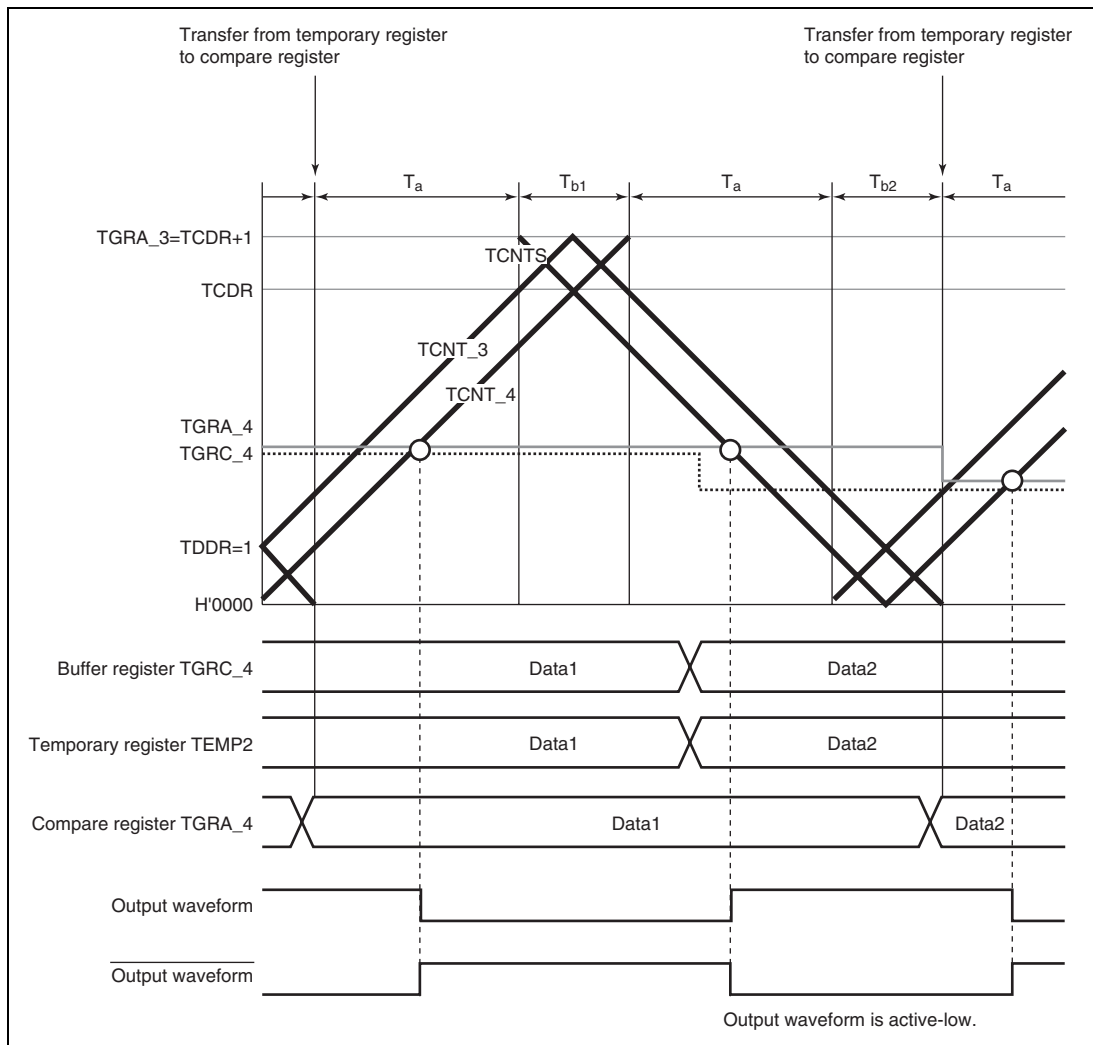 Transfer from temporary register
to compare register
Transfer from temporary register
to compare register
Ta
Tb1
Ta
Tb2
Ta
TGRA_3=TCDR+1
TCNTS
TCDR
TCNT_3
TCNT_4
TGRA_4
TGRC_4
TDDR=1
H'0000
Buffer register TGRC_4
Data1
Data2
Temporary register TEMP2
Data1
Data2
Compare register TGRA_4
Data1
Data2
Output waveform
Output waveform
Output waveform is active-low.